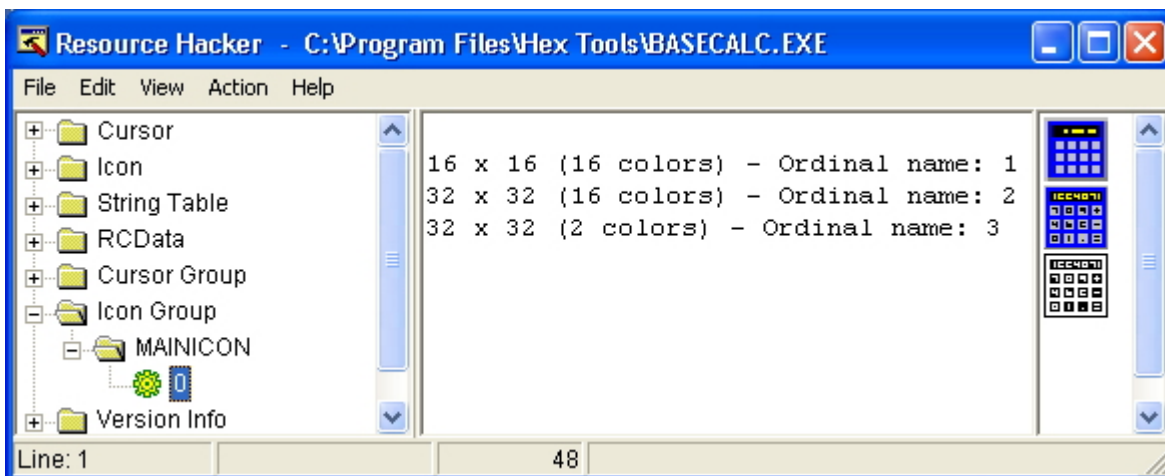 Resource Hacker - C:\Program Files\Hex Tools\BASECALC.EXE
File Edit View Action Help
Cursor
Icon
String Table
RCData
Cursor Group
Icon Group
MAINICON
0
Version Info
16 x 16 (16 colors) - Ordinal name: 1
32 x 32 (16 colors) - Ordinal name: 2
32 x 32 (2 colors) - Ordinal name: 3
Line: 1
48